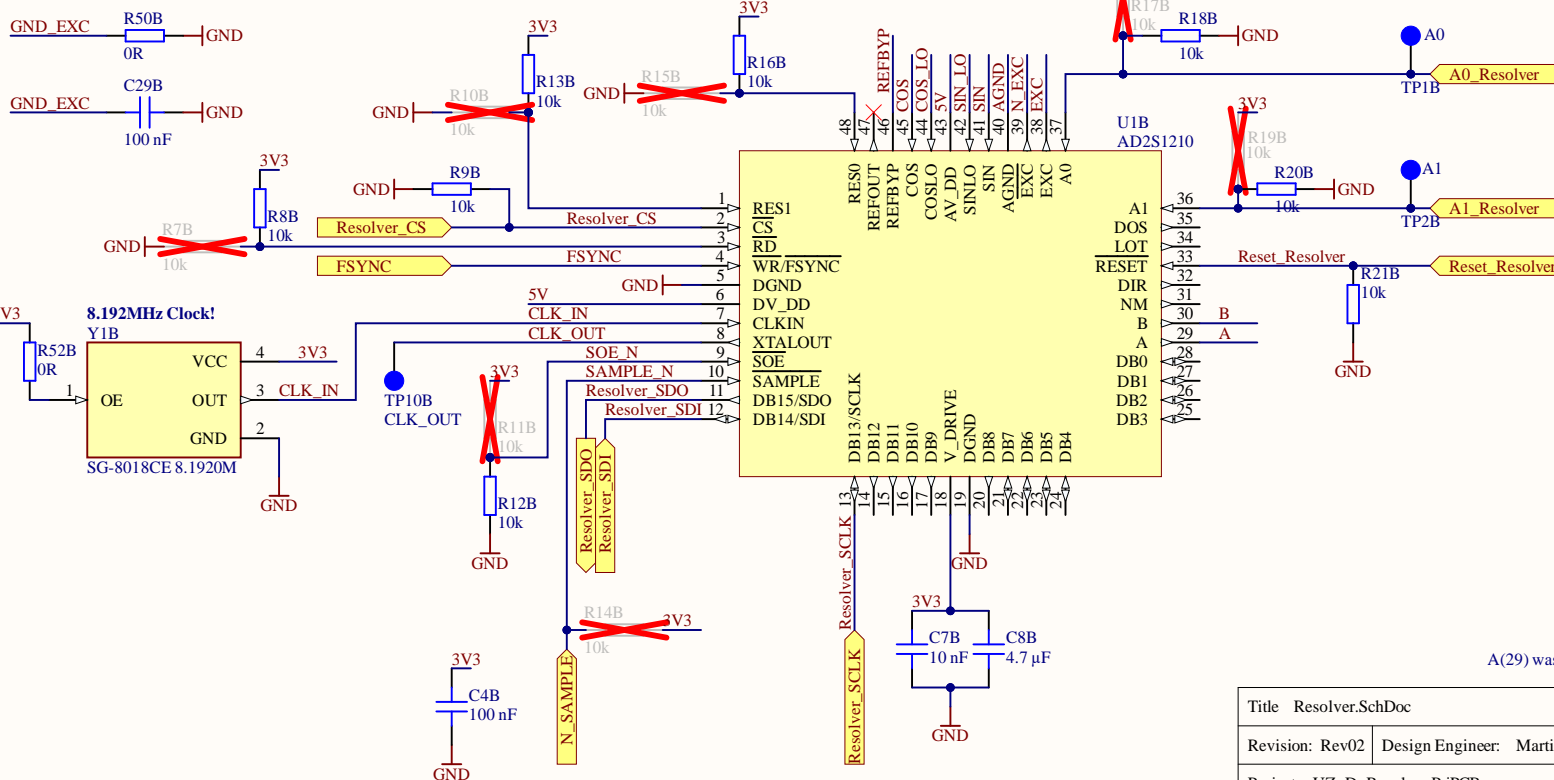 GND_EXC
R50B
0R
GND
GND_EXC
C29B
100 nF
GND
3V3
R13B
10k
R10B
10k
GND
3V3
R16B
10k
R15B
10k
GND
REFBYP
COS
COS_LO
5V
SIN_LO
SIN
AGND
N_EXC
EXC
48
47
46
45
44
43
42
41
40
39
38
37
R17B
10k
R18B
10k
GND
A0
TP1B
A0_Resolver
U1B
AD2S1210
3V3
R19B
10k
R20B
10k
GND
A1
TP2B
A1_Resolver
RES0
REFOUT
REFBYP
COS
COSLO
AV_DD
SINLO
SIN
AGND
EXC
EXC
A0
3V3
R8B
10k
R7B
10k
GND
GND
R9B
10k
Resolver_CS
Resolver_CS
FSYNC
FSYNC
GND
5V
CLK_IN
CLK_OUT
SOE_N
SAMPLE_N
Resolver_SDO
Resolver_SDI
1 RES1
2 CS
3 RD
4 WR/FSYNC
5 DGND
6 DV_DD
7 CLKIN
8 XTALOUT
9 SOE
10 SAMPLE
11 DB15/SDO
12 DB14/SDI
A1 36
DOS 35
LOT 34
RESET 33
DIR 32
NM 31
B 30
A 29
DB0 28
DB1 27
DB2 26
DB3 25
B
A
Reset_Resolver
Reset_Resolver
R21B
10k
GND
V3
R52B
0R
8.192MHz Clock!
Y1B
VCC 4
3V3
1 OE
OUT 3
CLK_IN
GND 2
SG-8018CE 8.1920M
GND
TP10B
CLK_OUT
3V3
R11B
10k
R12B
10k
GND
Resolver_SDO
Resolver_SDI
DB13/SCLK
DB12
DB11
DB10
DB9
V_DRIVE
DGND
DB8
DB7
DB6
DB5
DB4
13
14
15
16
17
18
19
20
21
22
23
24
Resolver_SCLK
Resolver_SCLK
GND
3V3
C7B
10 nF
C8B
4.7 µF
GND
R14B
10k
3V3
N_SAMPLE
3V3
C4B
100 nF
GND
A(29) was
Title Resolver.SchDoc
Revision: Rev02
Design Engineer: Marti